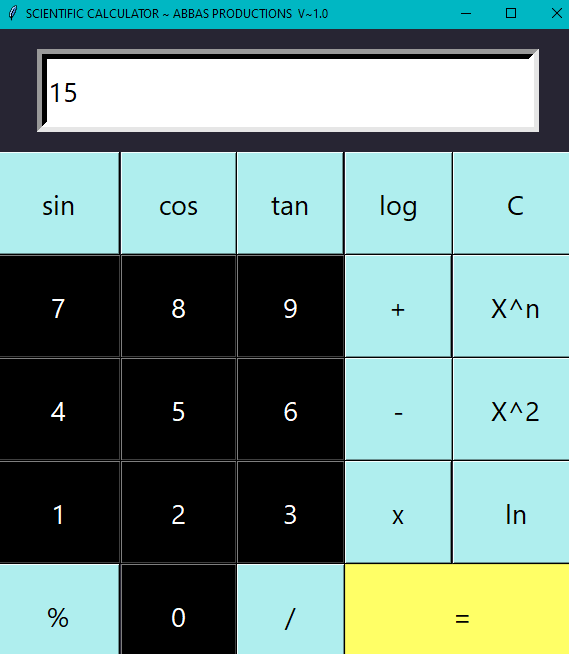 SCIENTIFIC CALCULATOR ~ ABBAS PRODUCTIONS V~1.0
15
sin cos tan log C
7 8 9 + X^n
4 5 6 - X^2
1 2 3 x ln
% 0 / =